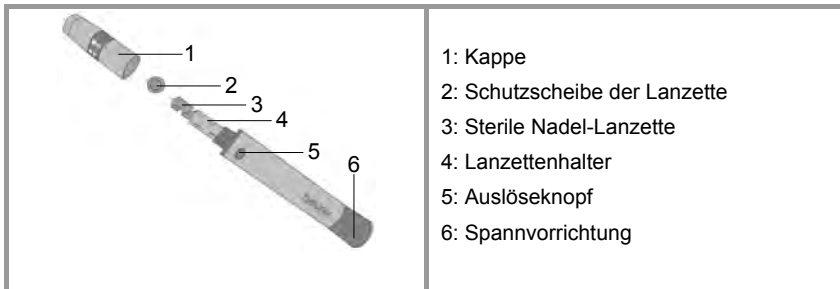 1
2
3
4
5
6
1: Kappe
2: Schutzscheibe der Lanzette
3: Sterile Nadel-Lanzette
4: Lanzettenhalter
5: Auslöseknopf
6: Spannvorrichtung